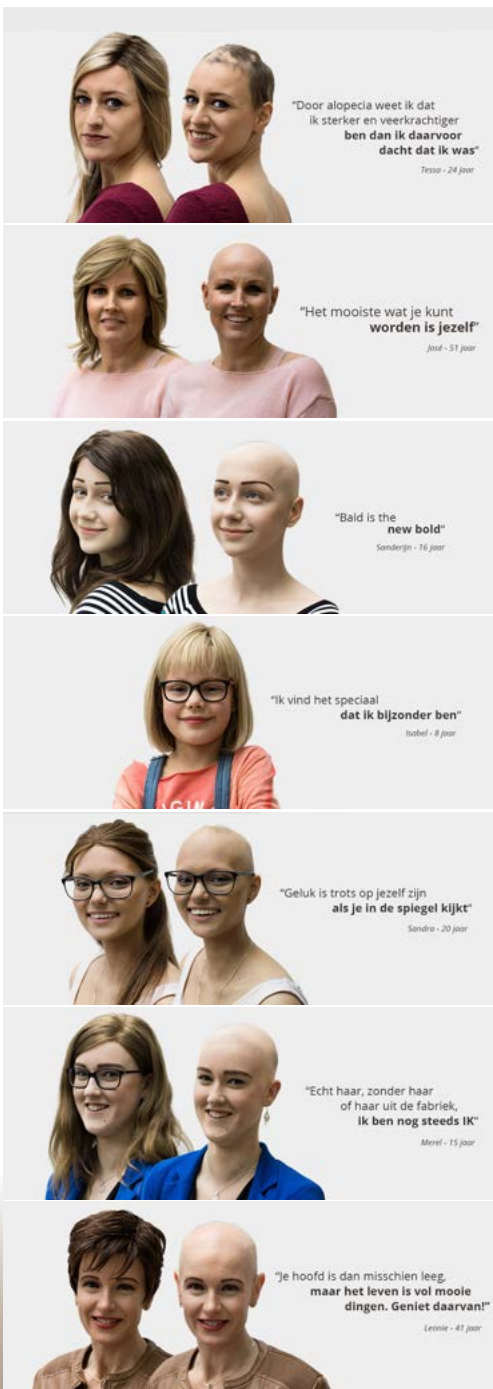 “Door alopecia weet ik dat
ik sterker en veerkrachtiger
ben dan ik daarvoor
dacht dat ik was”
Tessa - 24 jaar
“Het mooiste wat je kunt
worden is jezelf”
José - 51 jaar
“Bald is the
new bold”
Sanderijn - 16 jaar
“Ik vind het speciaal
dat ik bijzonder ben”
Isabel - 8 jaar
“Geluk is trots op jezelf zijn
als je in de spiegel kijkt”
Sandra - 20 jaar
“Echt haar, zonder haar
of haar uit de fabriek,
ik ben nog steeds IK”
Merel - 15 jaar
“Je hoofd is dan misschien leeg,
maar het leven is vol mooie
dingen. Geniet daarvan!”
Leonie - 41 jaar